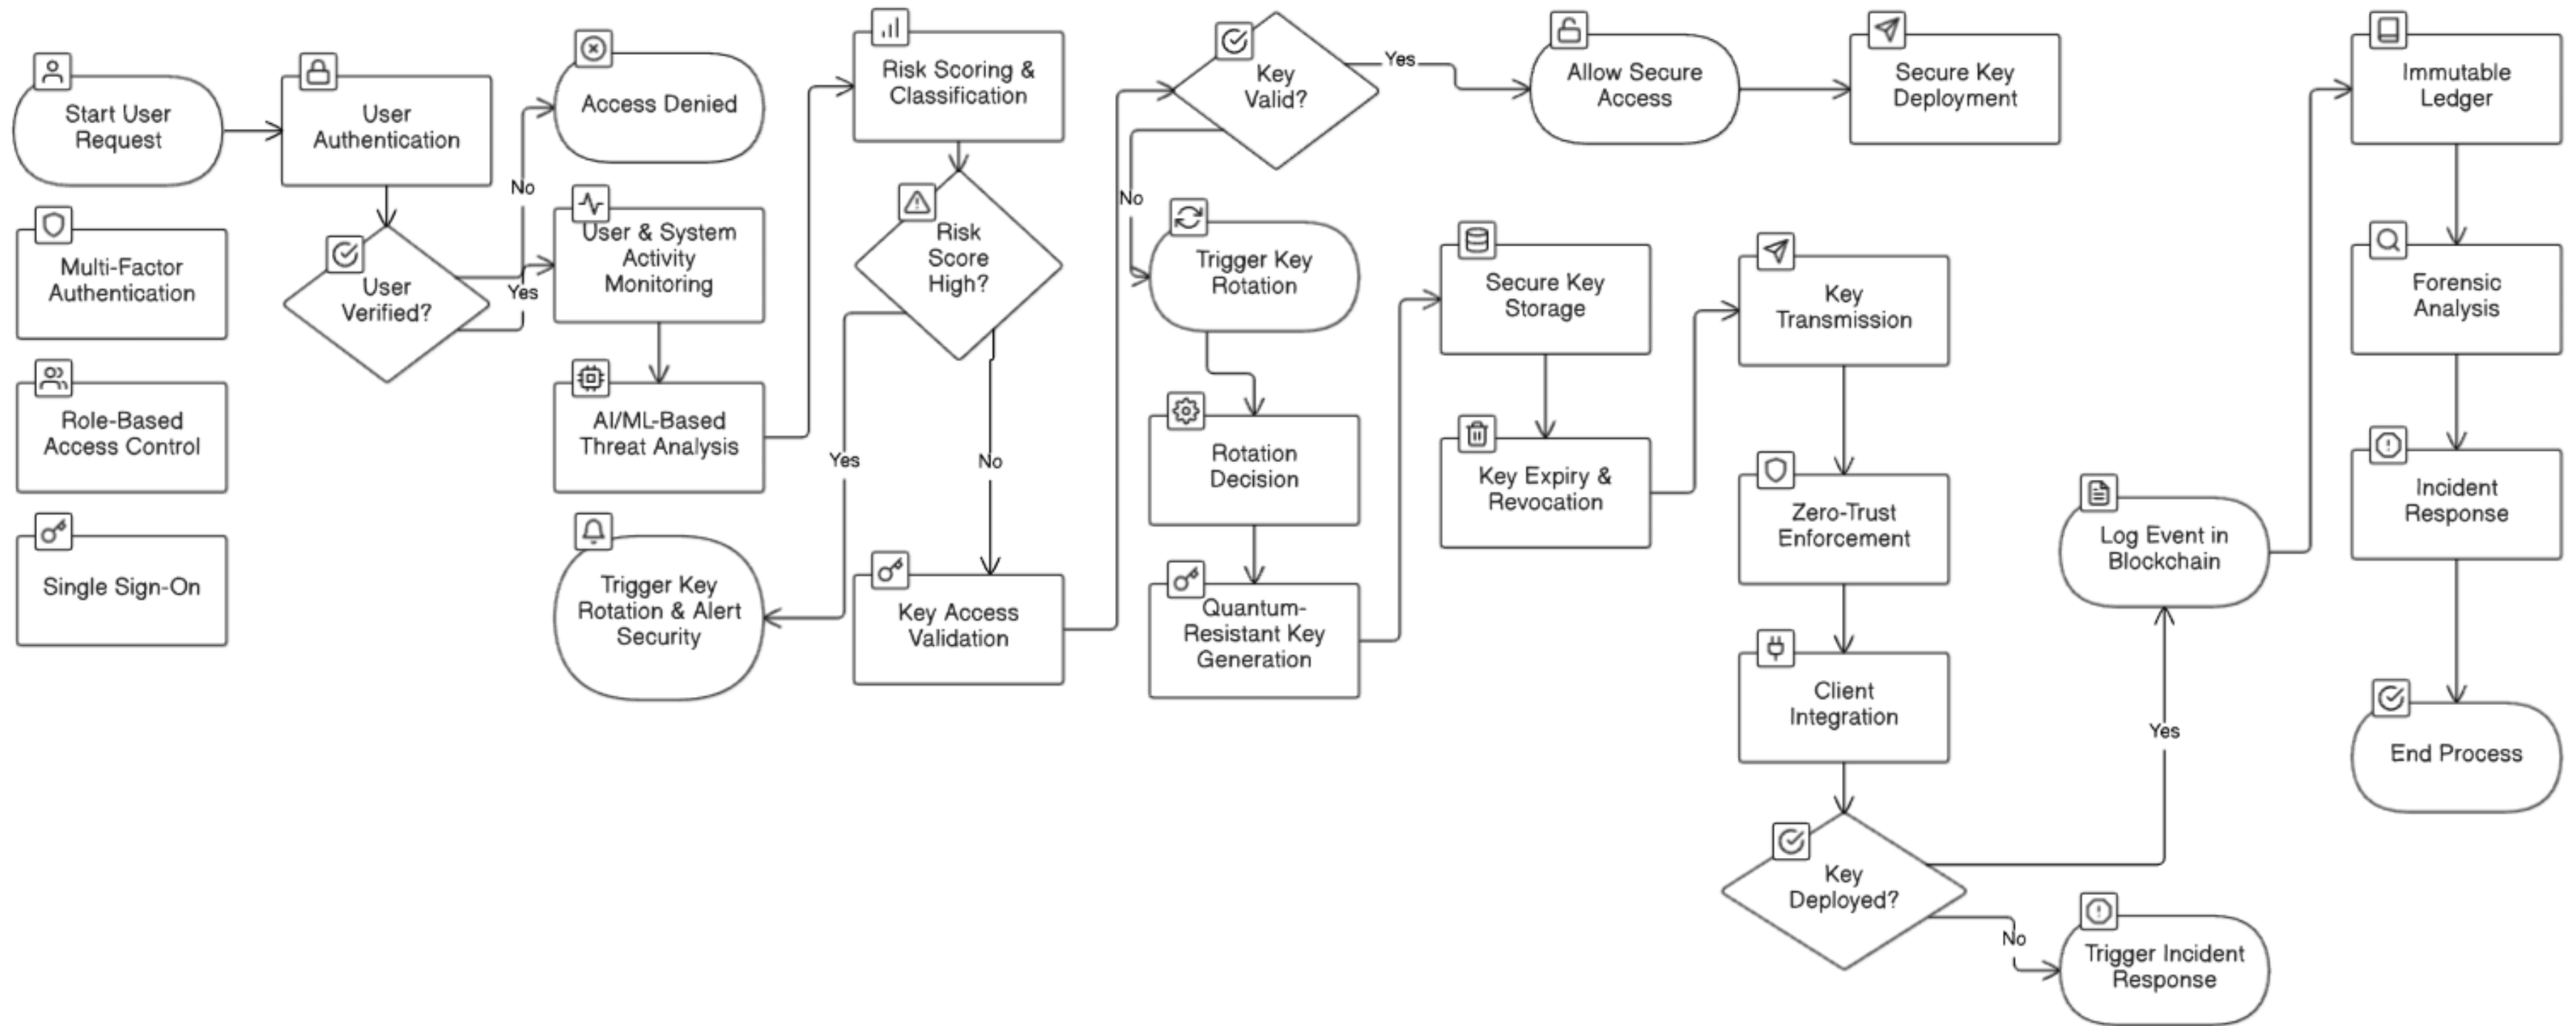 Start User
Request
Multi-Factor
Authentication
Role-Based
Access Control
Single Sign-On
User
Authentication
User
Verified?
No
Yes
Access Denied
User & System
Activity
Monitoring
AI/ML-Based
Threat Analysis
Trigger Key
Rotation & Alert
Security
Risk Scoring &
Classification
Risk
Score
High?
Yes
No
Key Access
Validation
Key
Valid?
Yes
No
Trigger Key
Rotation
Rotation
Decision
Quantum-
Resistant Key
Generation
Allow Secure
Access
Secure Key
Deployment
Secure Key
Storage
Key Expiry &
Revocation
Key
Transmission
Zero-Trust
Enforcement
Client
Integration
Key
Deployed?
Yes
No
Log Event in
Blockchain
Trigger Incident
Response
Immutable
Ledger
Forensic
Analysis
Incident
Response
End Process